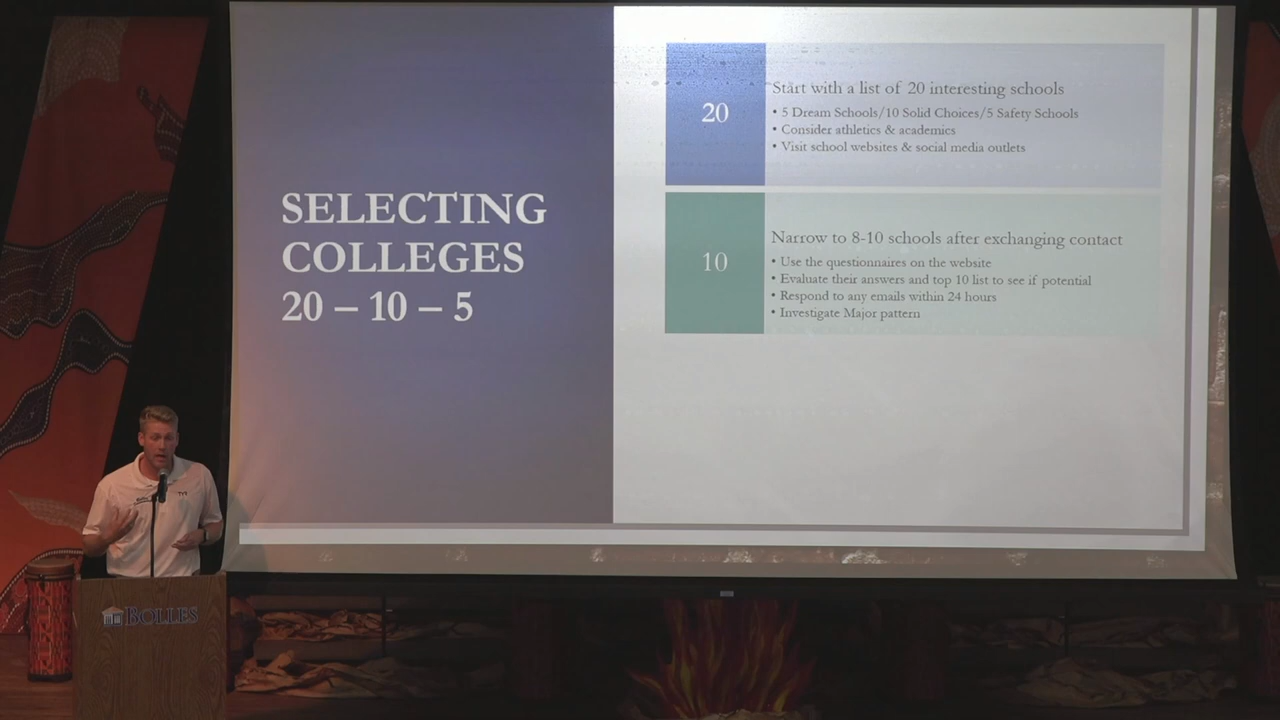 SELECTING
COLLEGES
20 – 10 – 5
20
Start with a list of 20 interesting schools
• 5 Dream Schools/10 Solid Choices/5 Safety Schools
• Consider athletics & academics
• Visit school websites & social media outlets
10
Narrow to 8-10 schools after exchanging contact
• Use the questionnaires on the website
• Evaluate their answers and top 10 list to see if potential
• Respond to any emails within 24 hours
• Investigate Major pattern
BOLLES